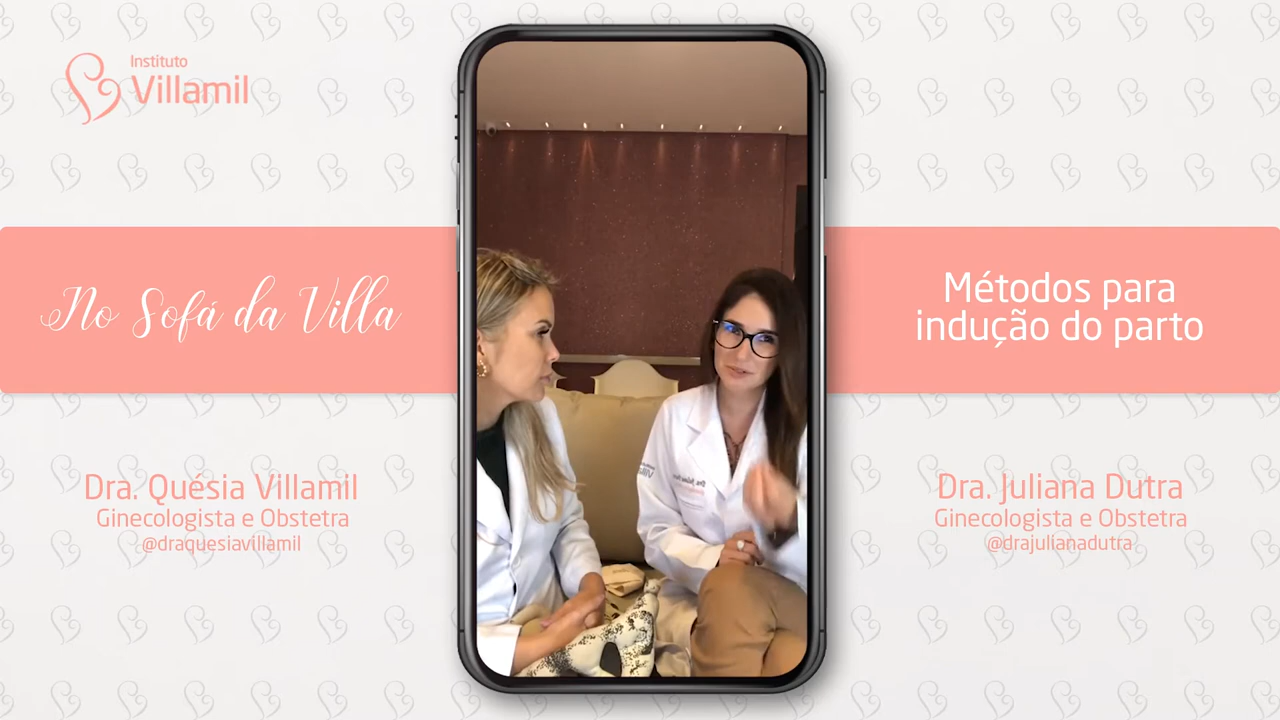 Instituto
Villamil
No Sofá da Villa
Métodos para
indução do parto
Dra. Quésia Villamil
Ginecologista e Obstetra
@draquesiavillamil
Dra. Juliana Dutra
Ginecologista e Obstetra
@drajulianadutra